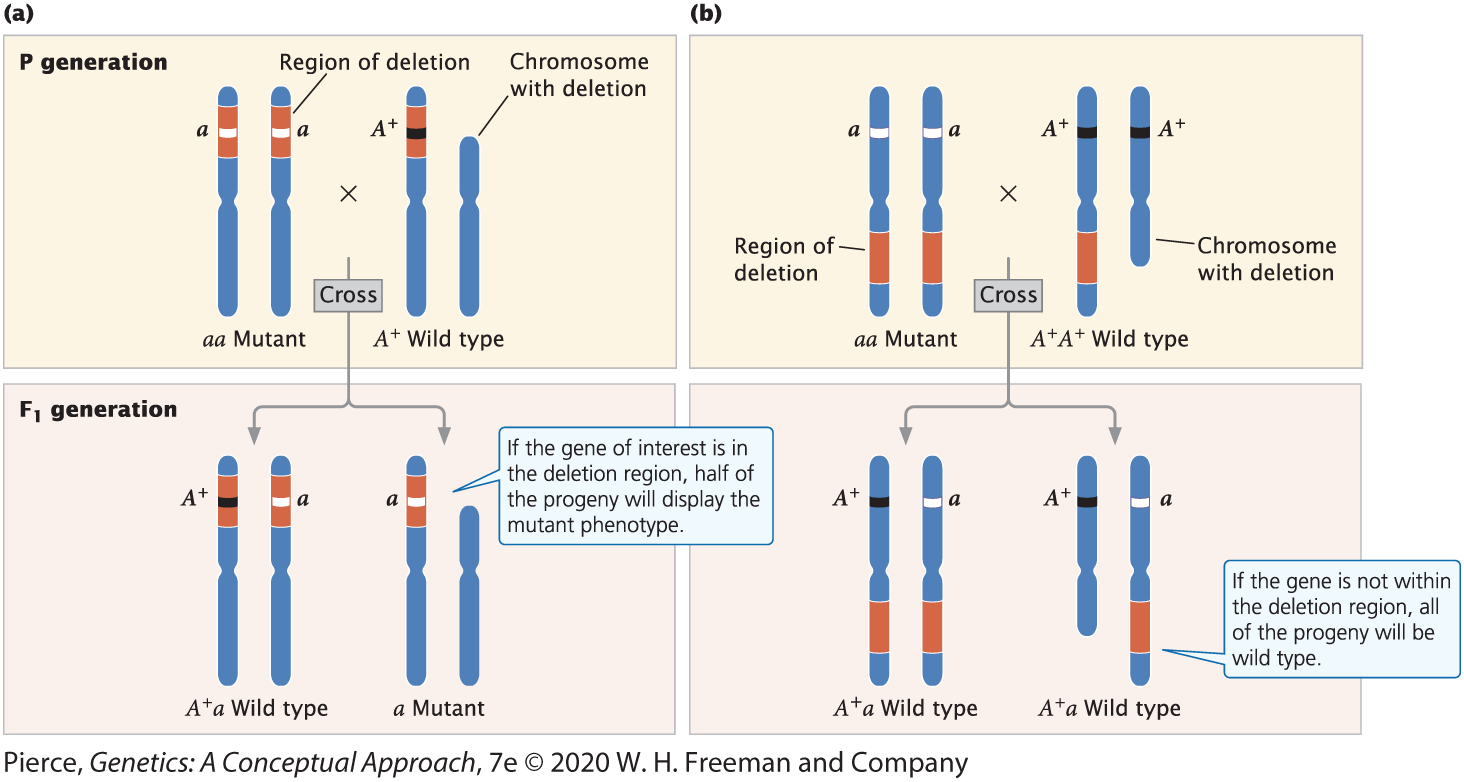 (a)
P generation
Region of deletion
Chromosome
with deletion
a
a
A+
×
Cross
aa Mutant
A+ Wild type
F1 generation
A+
a
a
If the gene of interest is in
the deletion region, half of
the progeny will display the
mutant phenotype.
A+a Wild type
a Mutant
(b)
a
a
A+
A+
×
Region of
deletion
Chromosome
with deletion
Cross
aa Mutant
A+A+ Wild type
A+
a
A+
a
If the gene is not within
the deletion region, all
of the progeny will be
wild type.
A+a Wild type
A+a Wild type
Pierce, Genetics: A Conceptual Approach, 7e © 2020 W. H. Freeman and Company